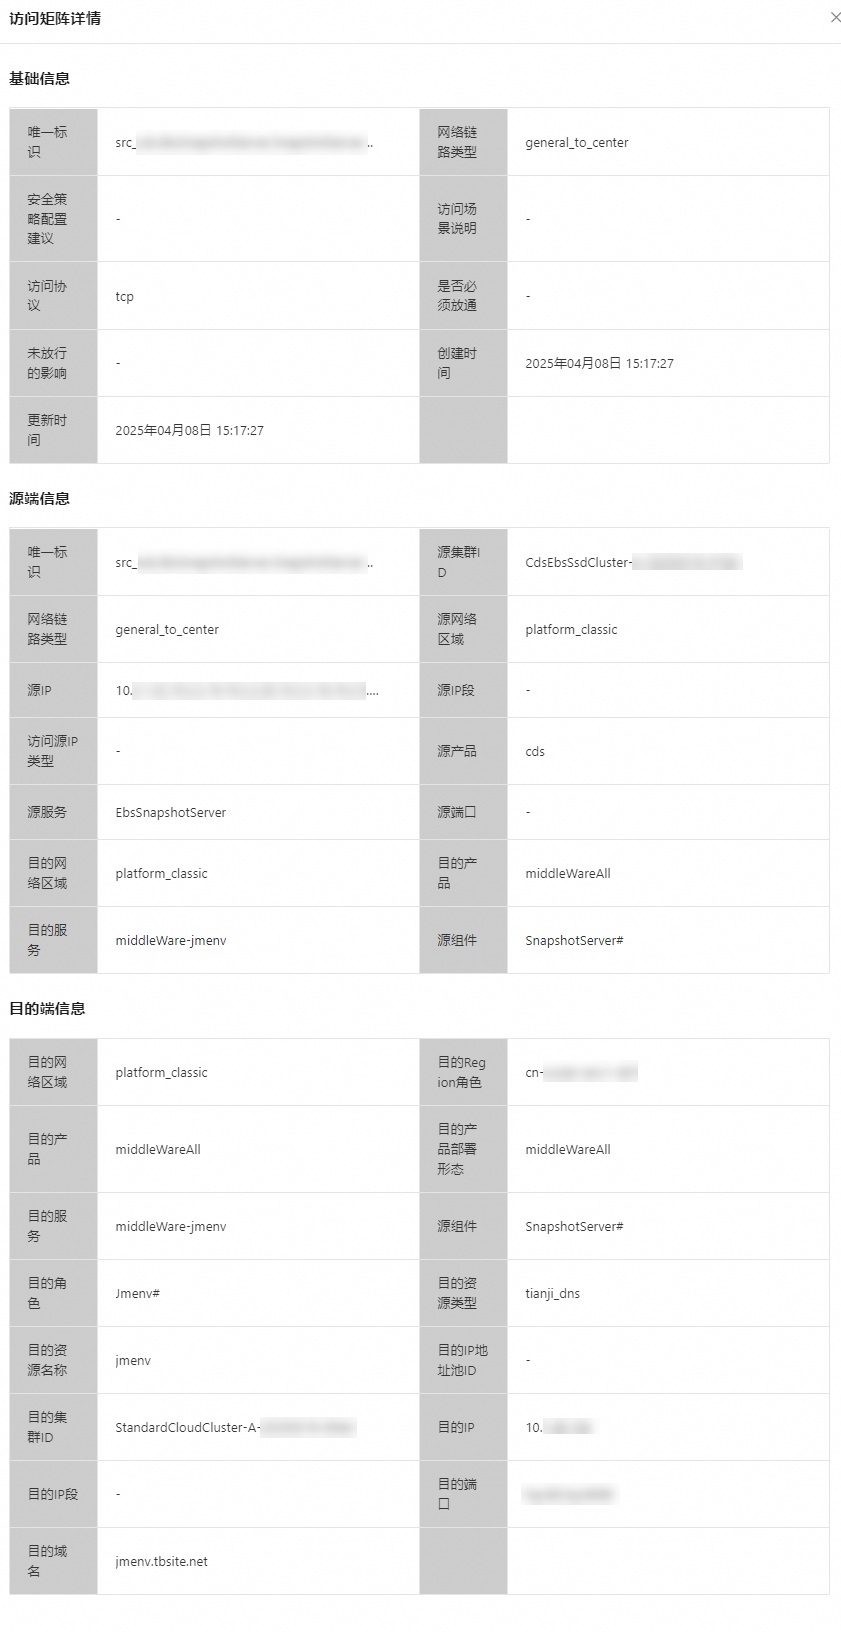 访问矩阵详情
基础信息
唯一标
识
src_
..
网络链
路类型
general_to_center
安全策
略配置
建议
-
访问场
景说明
-
访问协
议
tcp
是否必
须放通
-
未放行
的影响
-
创建时
间
2025年04月08日 15:17:27
更新时
间
2025年04月08日 15:17:27
源端信息
唯一标
识
src_
..
源集群I
D
CdsEbsSsdCluster-
网络链
路类型
general_to_center
源网络
区域
platform_classic
源IP
10.
....
源IP段
-
访问源IP
类型
-
源产品
cds
源服务
EbsSnapshotServer
源端口
-
目的网
络区域
platform_classic
目的产
品
middleWareAll
目的服
务
middleWare-jmenv
源组件
SnapshotServer#
目的端信息
目的网
络区域
platform_classic
目的Reg
ion角色
cn-
目的产
品
middleWareAll
目的产
品部署
形态
middleWareAll
目的服
务
middleWare-jmenv
源组件
SnapshotServer#
目的角
色
Jmenv#
目的资
源类型
tianji_dns
目的资
源名称
jmenv
目的IP地
址池ID
-
目的集
群ID
StandardCloudCluster-A-
目的IP
10.
目的IP段
-
目的端
口
目的域
名
jmenv.tbsite.net